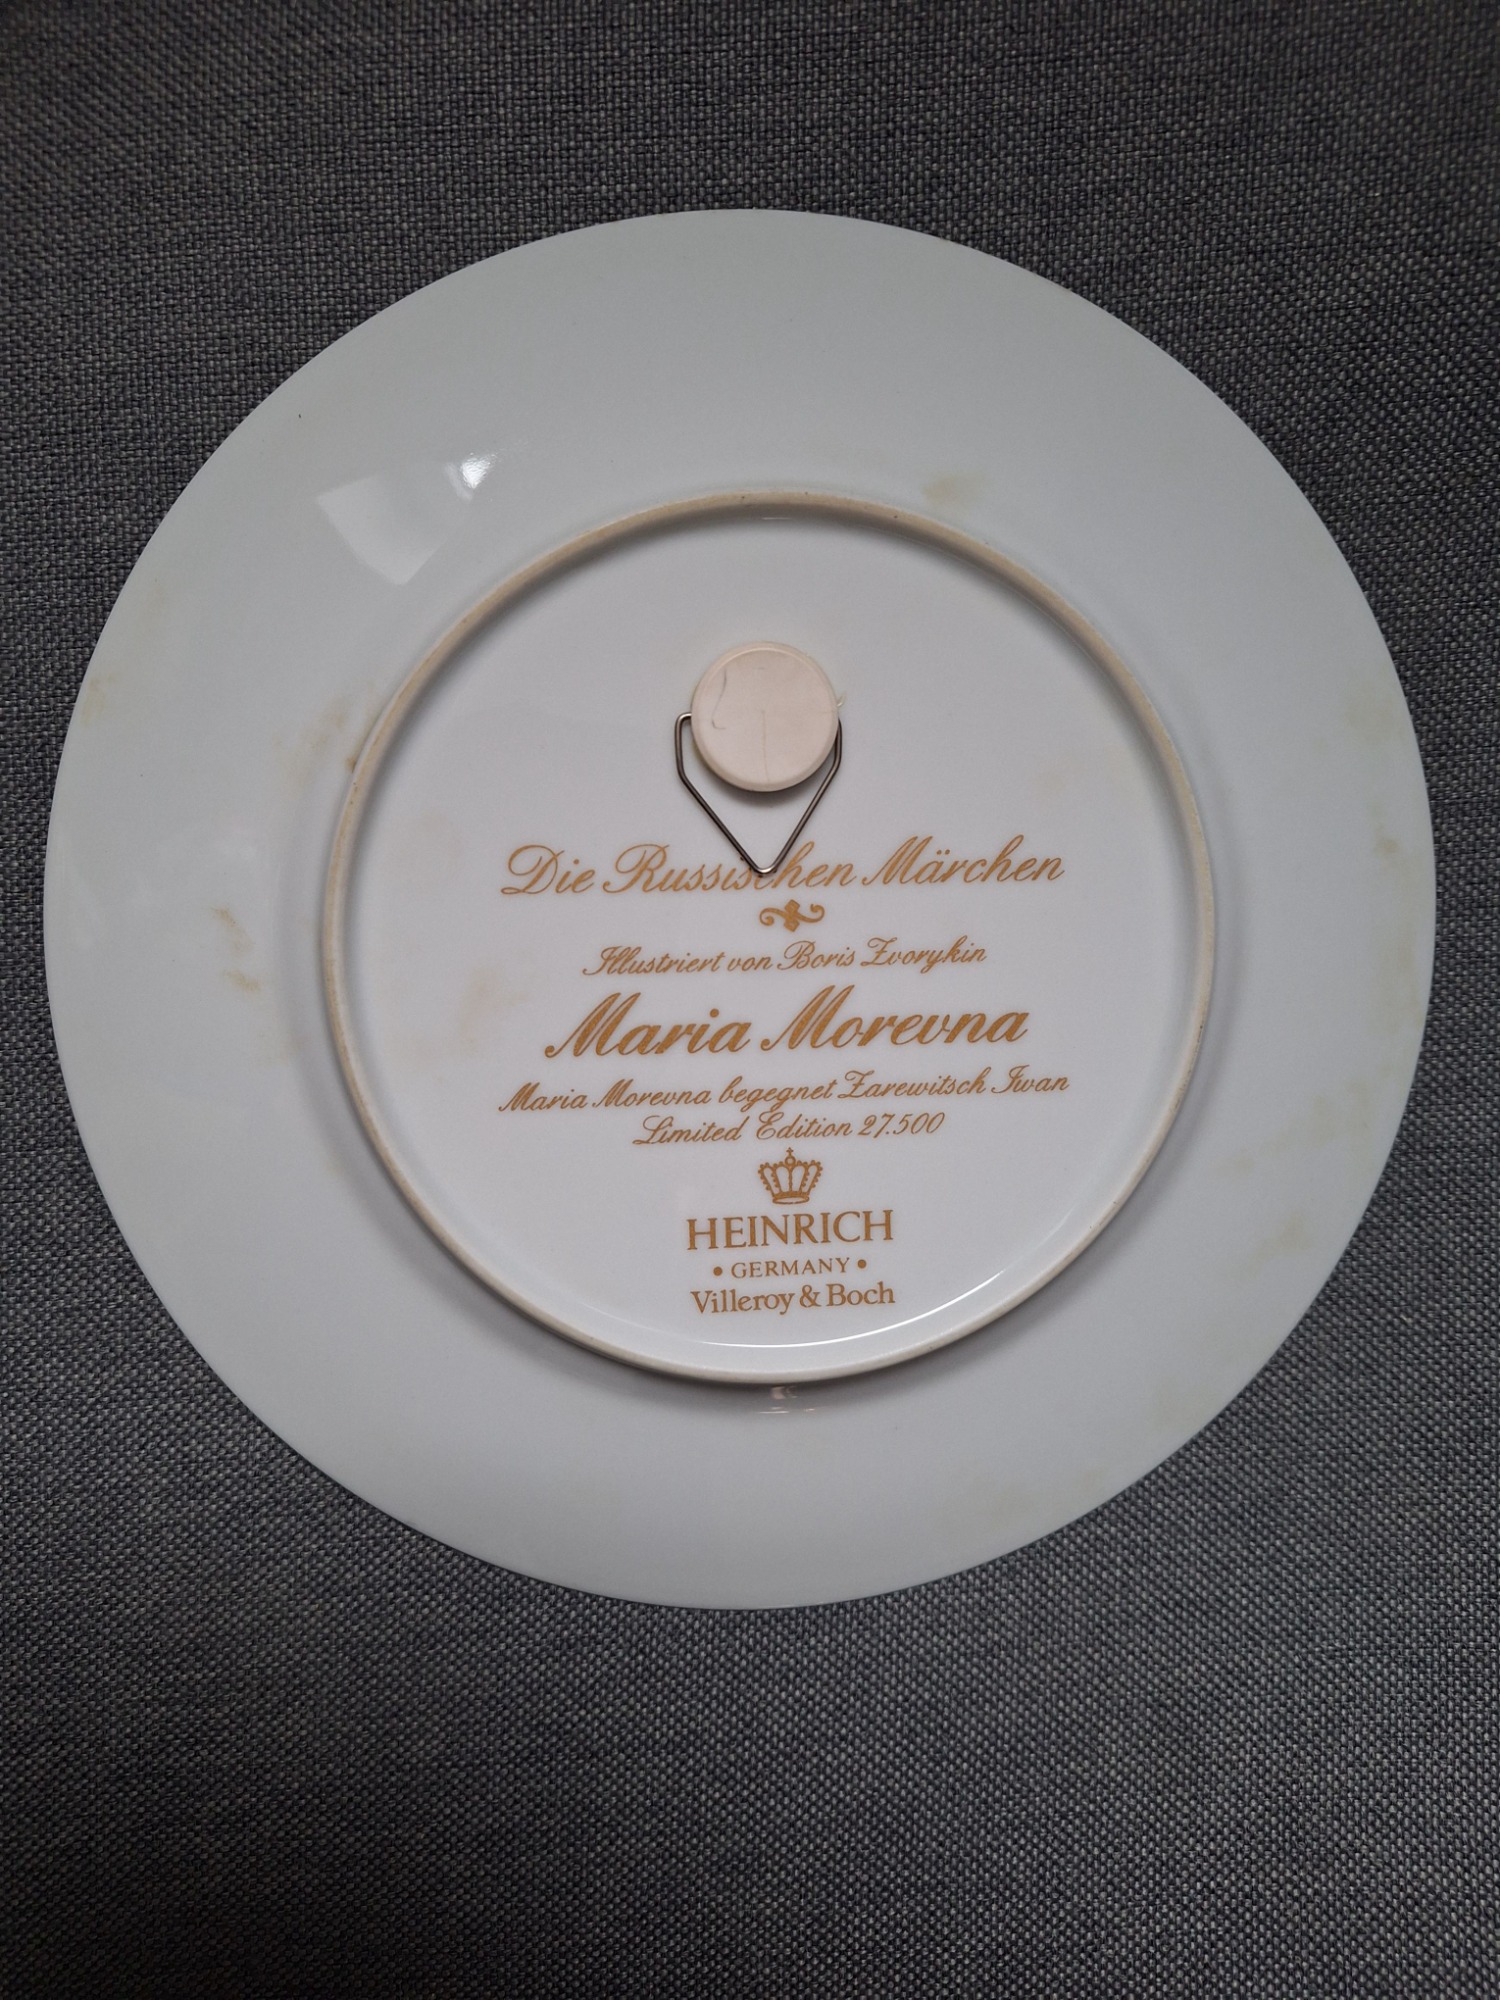 Die Russischen Märchen
Illustriert von Boris Zvorykin
Maria Morevna
Maria Morevna begegnet Zarewitsch Iwan
Limited Edition 27.500
HEINRICH
• GERMANY •
Villeroy & Boch